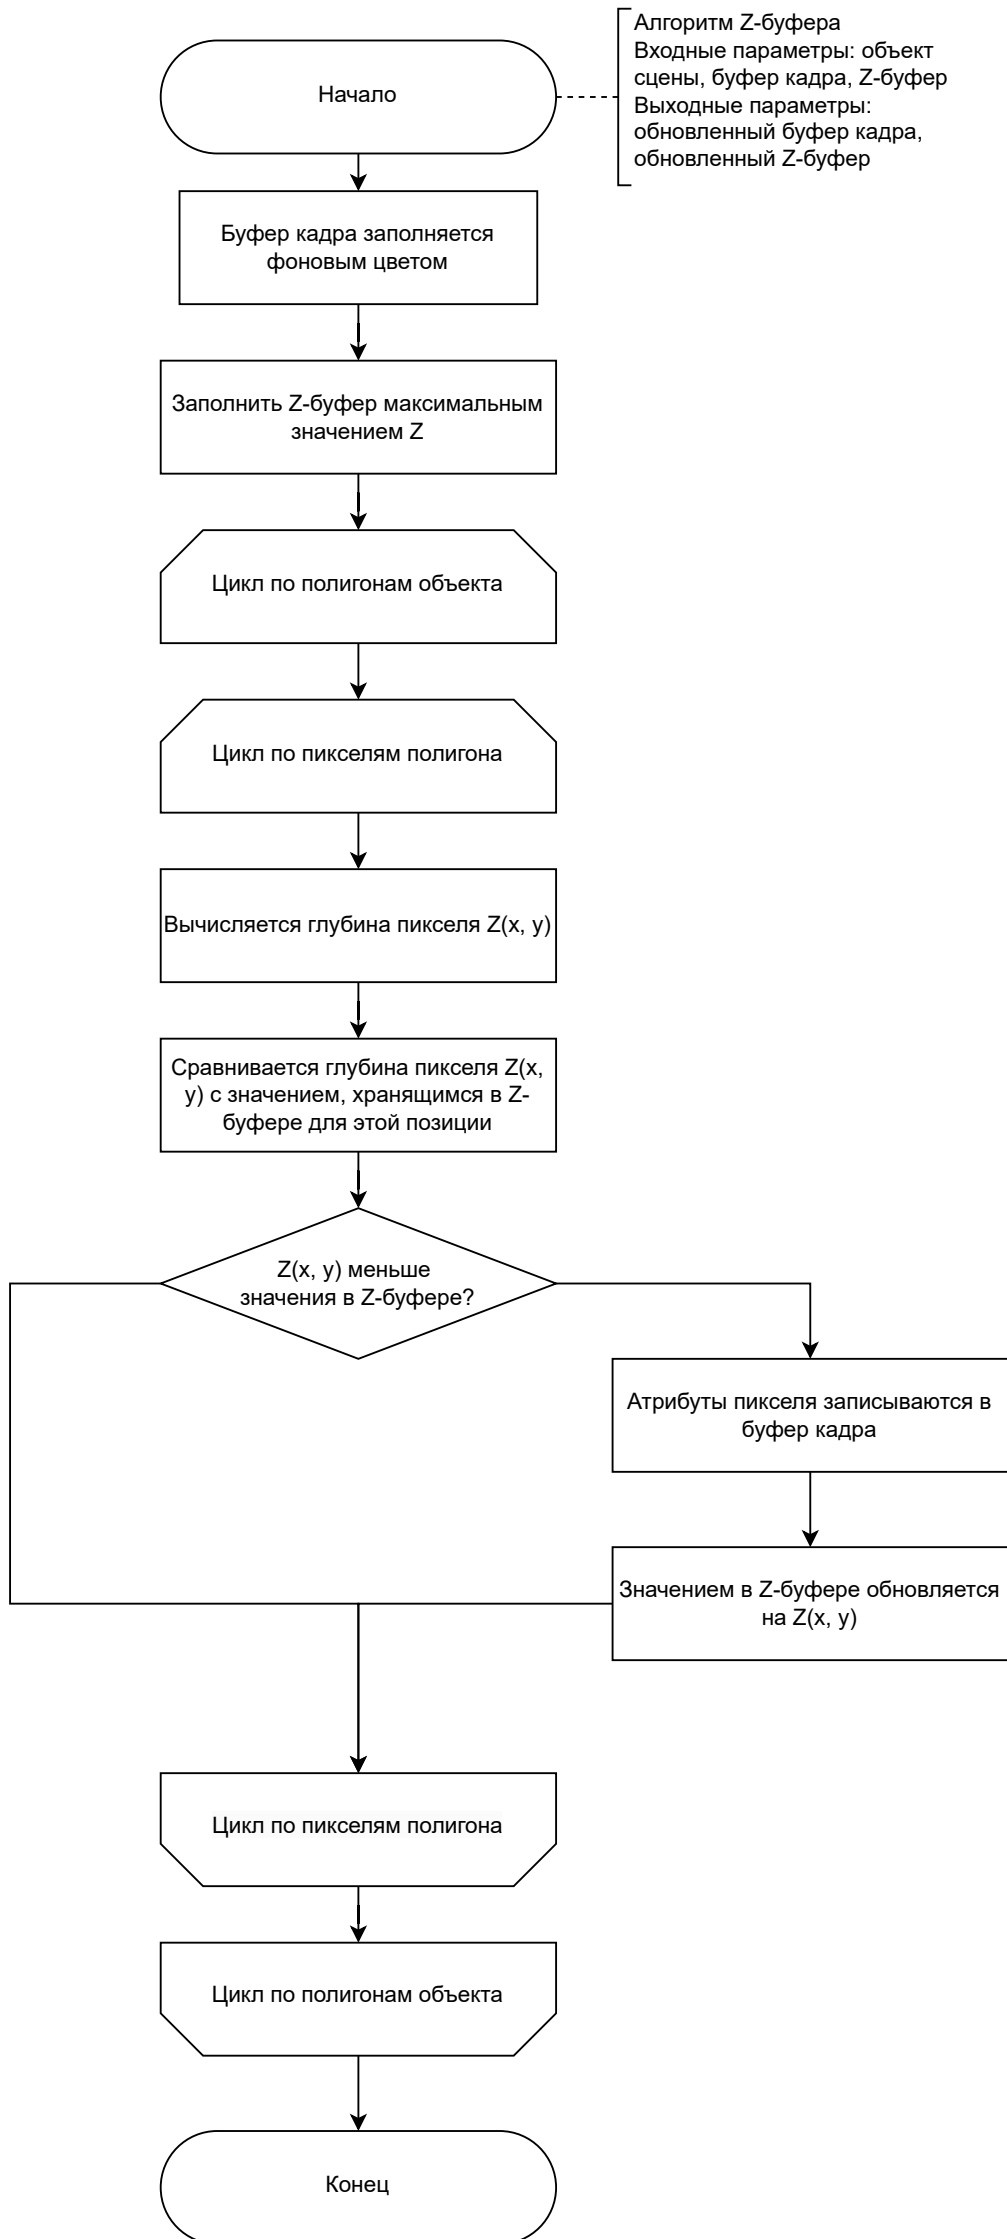 Алгоритм Z-буфера
Входные параметры: объект
сцены, буфер кадра, Z-буфер
Выходные параметры:
обновленный буфер кадра,
обновленный Z-буфер
Начало
Буфер кадра заполняется
фоновым цветом
Заполнить Z-буфер максимальным
значением Z
Цикл по полигонам объекта
Цикл по пикселям полигона
Вычисляется глубина пикселя Z(x, y)
Сравнивается глубина пикселя Z(x,
y) с значением, хранящимся в Z-
буфере для этой позиции
Z(x, y) меньше
значения в Z-буфере?
Атрибуты пикселя записываются в
буфер кадра
Значением в Z-буфере обновляется
на Z(x, y)
Цикл по пикселям полигона
Цикл по полигонам объекта
Конец